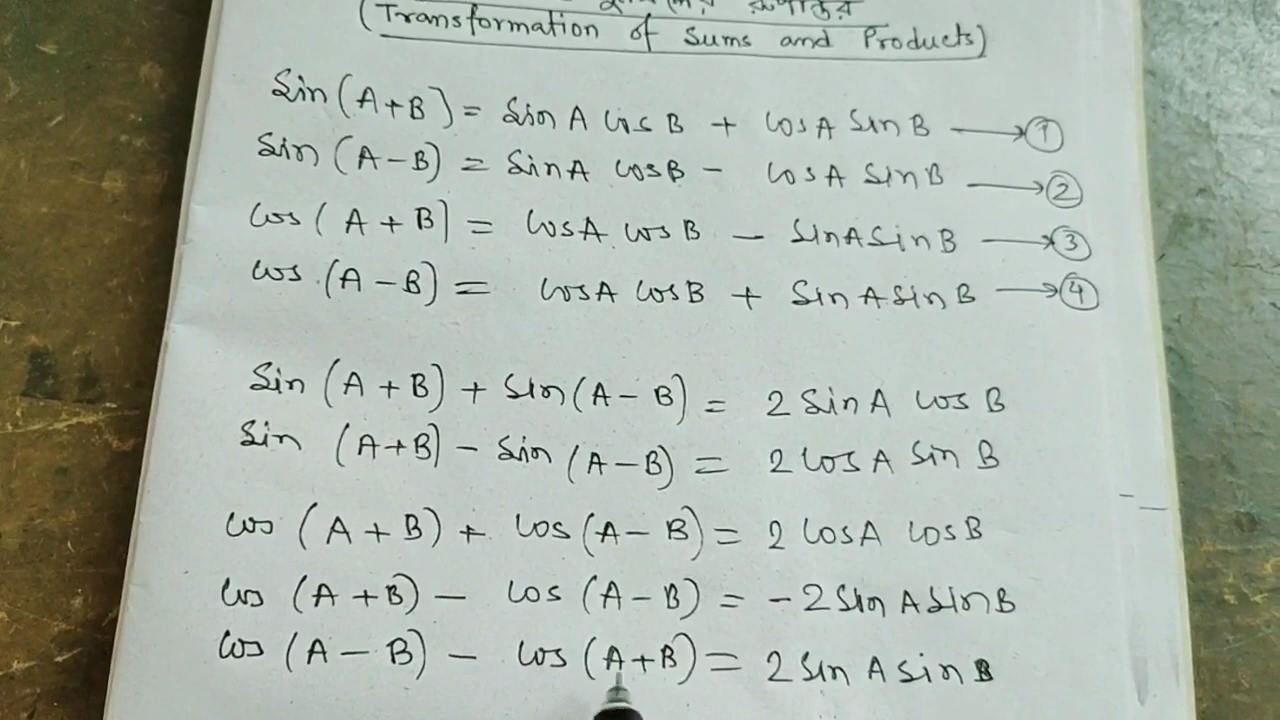 (Transformation of Sums and Products)
Sin(A+B) = Sin A Cos B + Cos A Sin B → ①
Sin (A-B) = Sin A Cos B - Cos A Sin B → ②
Cos (A+B) = Cos A. Cos B - Sin A Sin B → ③
Cos.(A-B) = Cos A Cos B + Sin A Sin B → ④
Sin (A+B) + Sin(A-B) = 2 Sin A Cos B
Sin (A+B) - Sin (A-B) = 2 Cos A Sin B
Cos (A+B) + Cos (A-B) = 2 Cos A Cos B
Cos (A+B) - Cos (A-B) = -2 Sin A Sin B
Cos (A-B) - Cos (A+B) = 2 Sin A Sin B